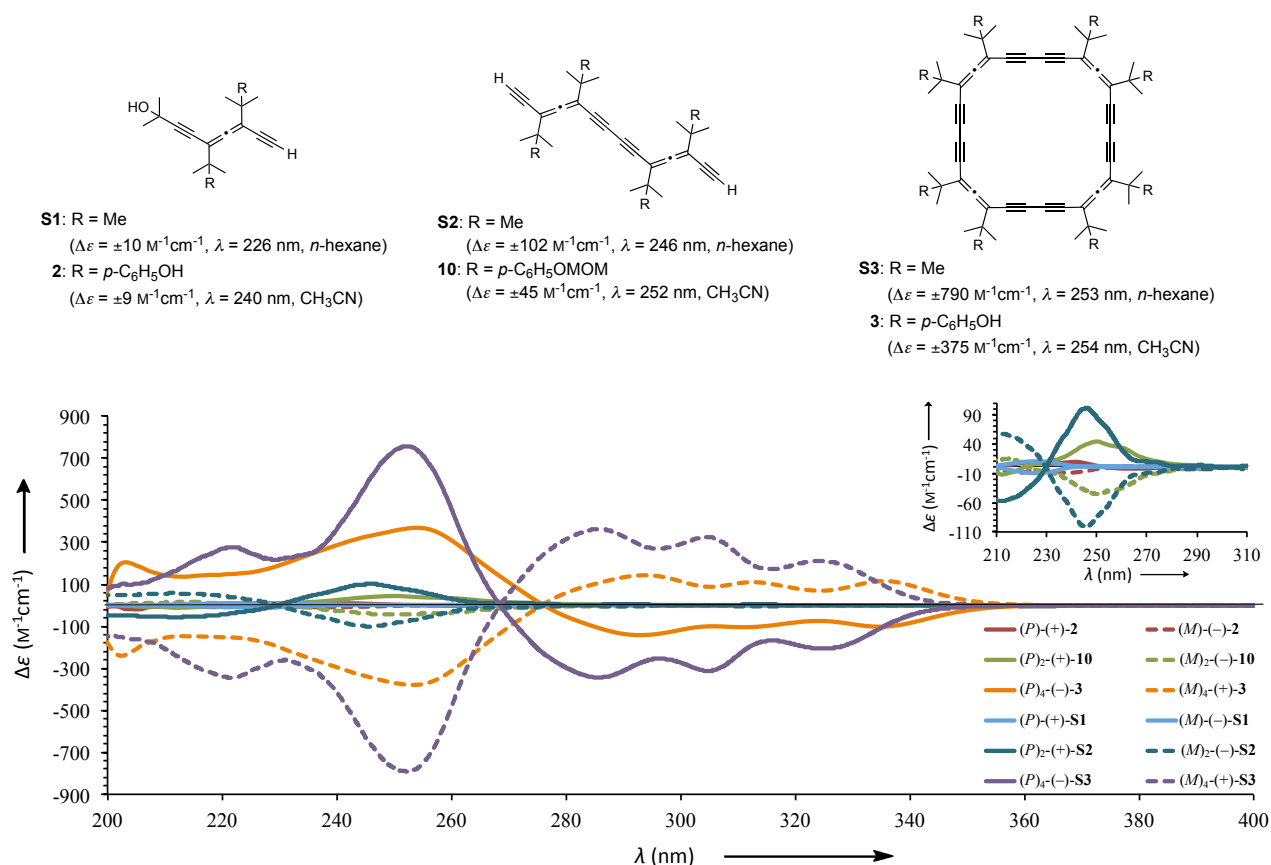 R
R
R
R
R
R
HO
H
R
H
R
R
H
R
R
R
R
R
R
S1: R = Me
(Δε = ±10 M⁻¹cm⁻¹, λ = 226 nm, n-hexane)
2: R = p-C₆H₅OH
(Δε = ±9 M⁻¹cm⁻¹, λ = 240 nm, CH₃CN)
S2: R = Me
(Δε = ±102 M⁻¹cm⁻¹, λ = 246 nm, n-hexane)
10: R = p-C₆H₅OMOM
(Δε = ±45 M⁻¹cm⁻¹, λ = 252 nm, CH₃CN)
S3: R = Me
(Δε = ±790 M⁻¹cm⁻¹, λ = 253 nm, n-hexane)
3: R = p-C₆H₅OH
(Δε = ±375 M⁻¹cm⁻¹, λ = 254 nm, CH₃CN)
Δε (M⁻¹cm⁻¹)
900
700
500
300
100
-100
-300
-500
-700
-900
200 220 240 260 280 300 320 340 360 380 400
λ (nm)
Δε (M⁻¹cm⁻¹)
90
40
-10
-60
-110
210 230 250 270 290 310
λ (nm)
(P)-(+)-2 (M)-(−)-2
(P)₂-(+)-10 (M)₂-(−)-10
(P)₄-(−)-3 (M)₄-(+)-3
(P)-(+)-S1 (M)-(−)-S1
(P)₂-(+)-S2 (M)₂-(−)-S2
(P)₄-(−)-S3 (M)₄-(+)-S3